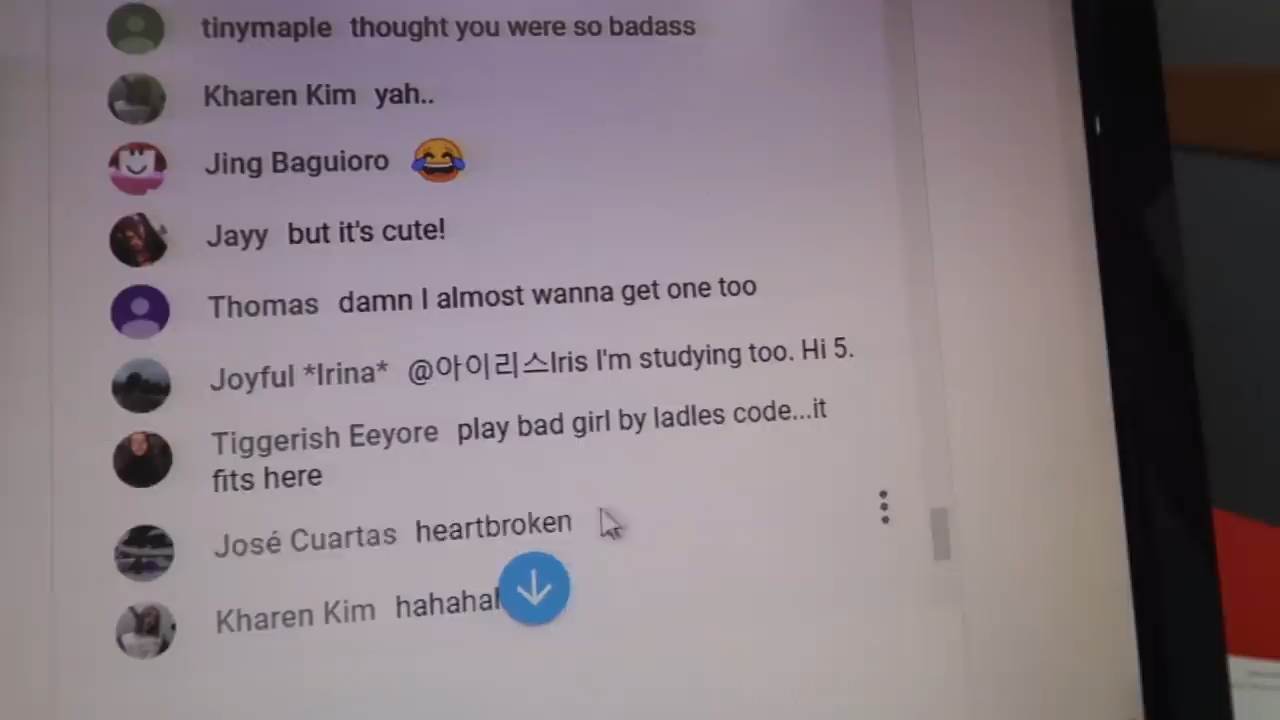 tinymaple thought you were so badass
Kharen Kim yah..
Jing Baguioro 😂
Jayy but it's cute!
Thomas damn I almost wanna get one too
Joyful *Irina* @아이리스Iris I'm studying too. Hi 5.
Tiggerish Eeyore play bad girl by ladles code...it
fits here
José Cuartas heartbroken
Kharen Kim hahahal